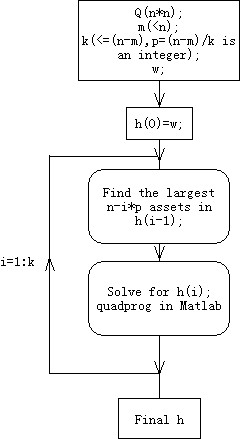 Q(n*n);
m(<n);
k(<=(n-m),p=(n-m)/k is
an integer);
w;
h(0)=w;
Find the largest
n-i*p assets in
h(i-1);
i=1:k
Solve for h(i);
quadprog in Matlab
Final h